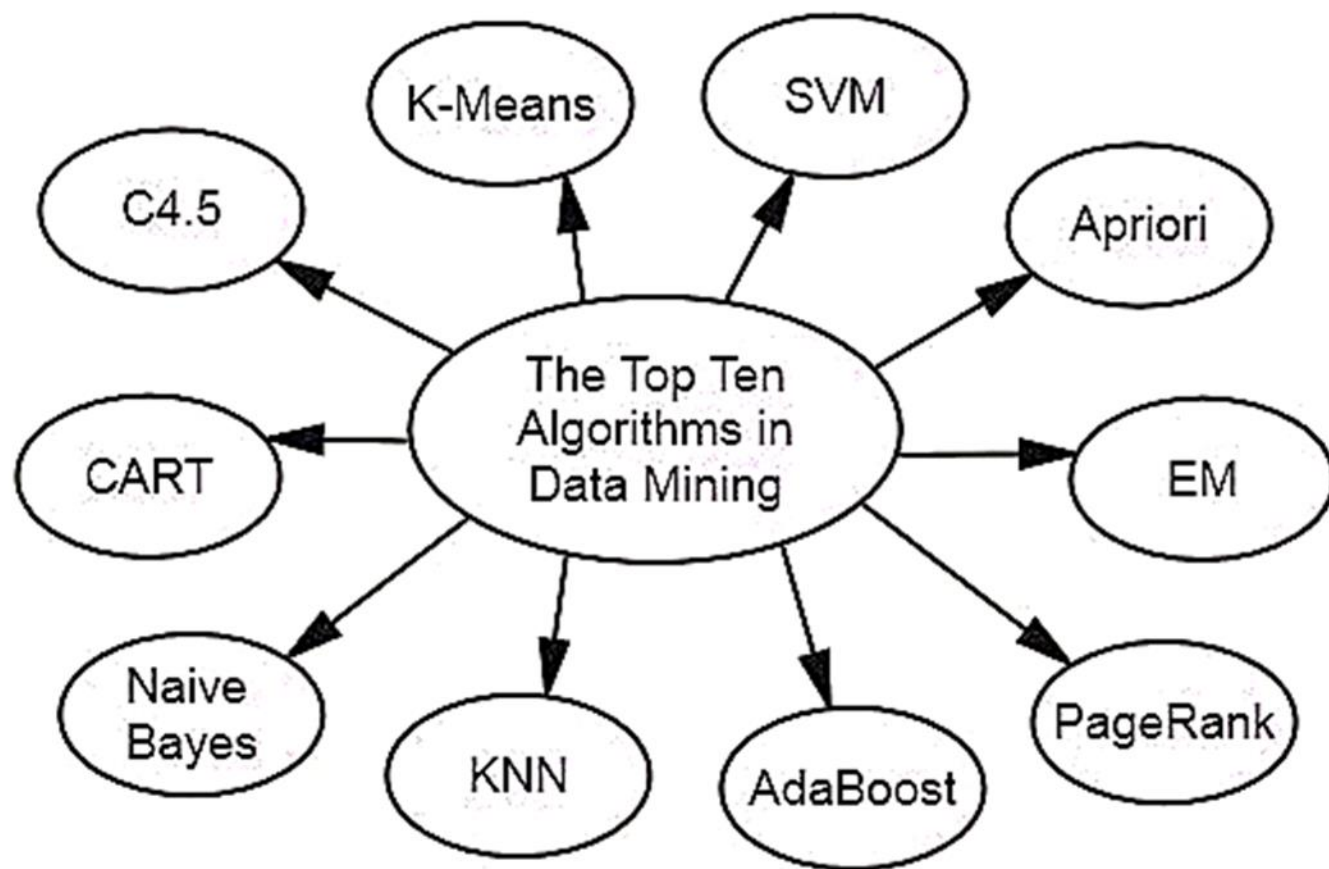 K-Means
SVM
C4.5
Apriori
The Top Ten
Algorithms in
Data Mining
CART
EM
Naive
Bayes
KNN
AdaBoost
PageRank